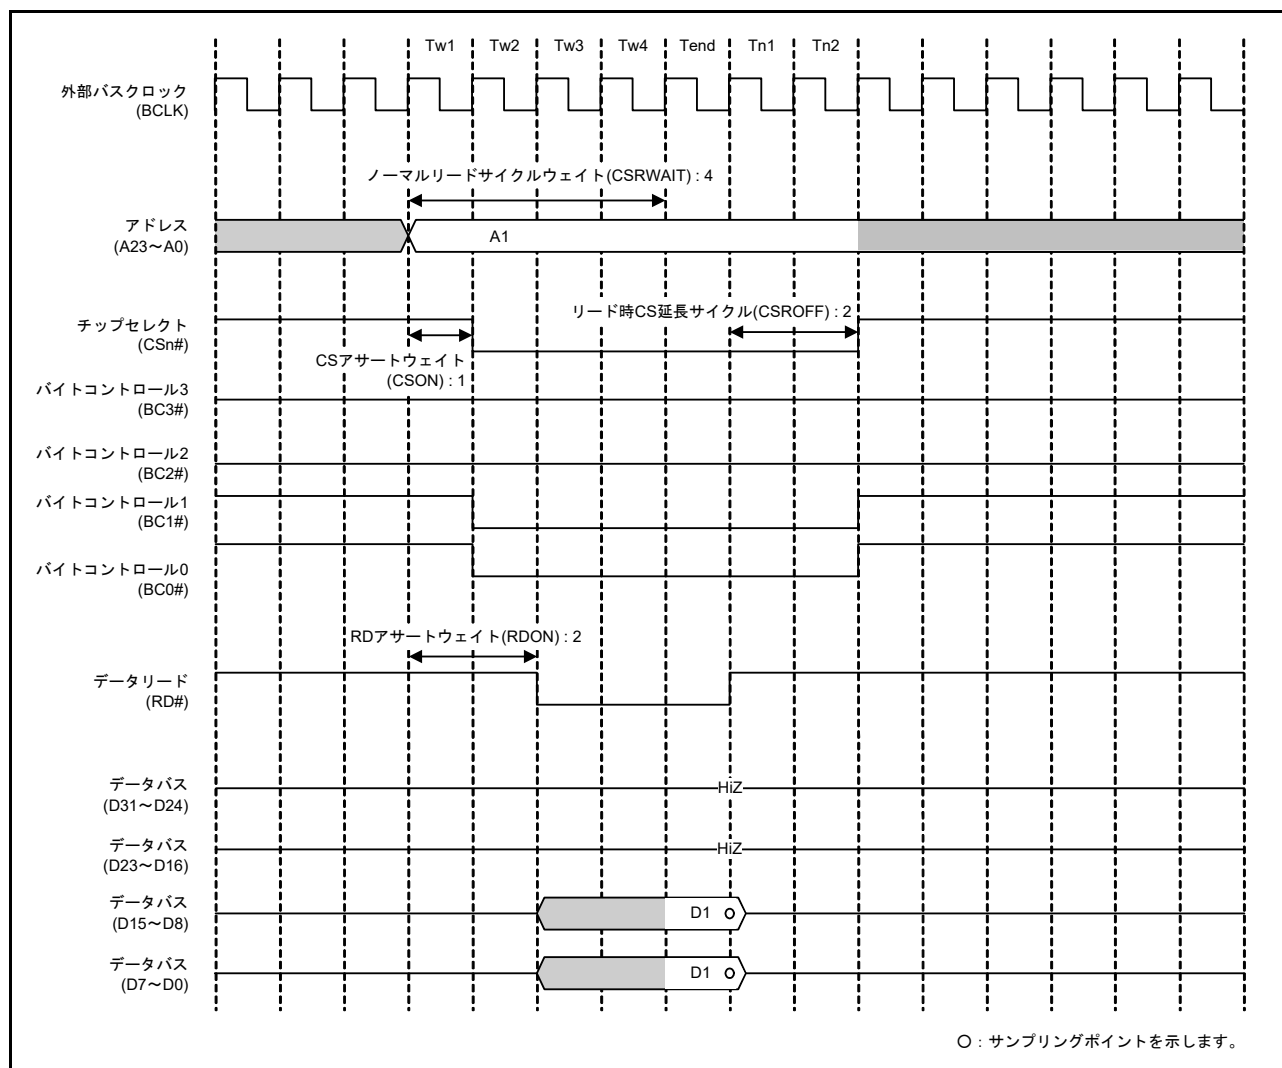 Tw1 Tw2 Tw3 Tw4 Tend Tn1 Tn2
外部バスクロック
(BCLK)
ノーマルリードサイクルウェイト(CSRWAIT) : 4
アドレス
(A23～A0)
A1
リード時CS延長サイクル(CSROFF) : 2
チップセレクト
(CSn#)
CSアサートウェイト
(CSON) : 1
バイトコントロール3
(BC3#)
バイトコントロール2
(BC2#)
バイトコントロール1
(BC1#)
バイトコントロール0
(BC0#)
RDアサートウェイト(RDON) : 2
データリード
(RD#)
データバス
(D31～D24)
HiZ
データバス
(D23～D16)
HiZ
データバス
(D15～D8)
D1
データバス
(D7～D0)
D1
○ : サンプリングポイントを示します。